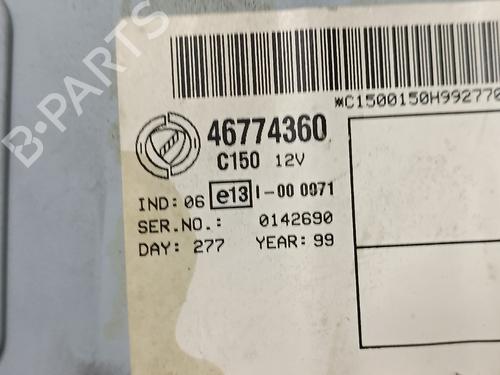 *C1500150H992770
46774360
C150 12V
IND: 06 e13 I-00 0071
SER.NO.: 0142690
DAY: 277 YEAR: 99
B-PARTS